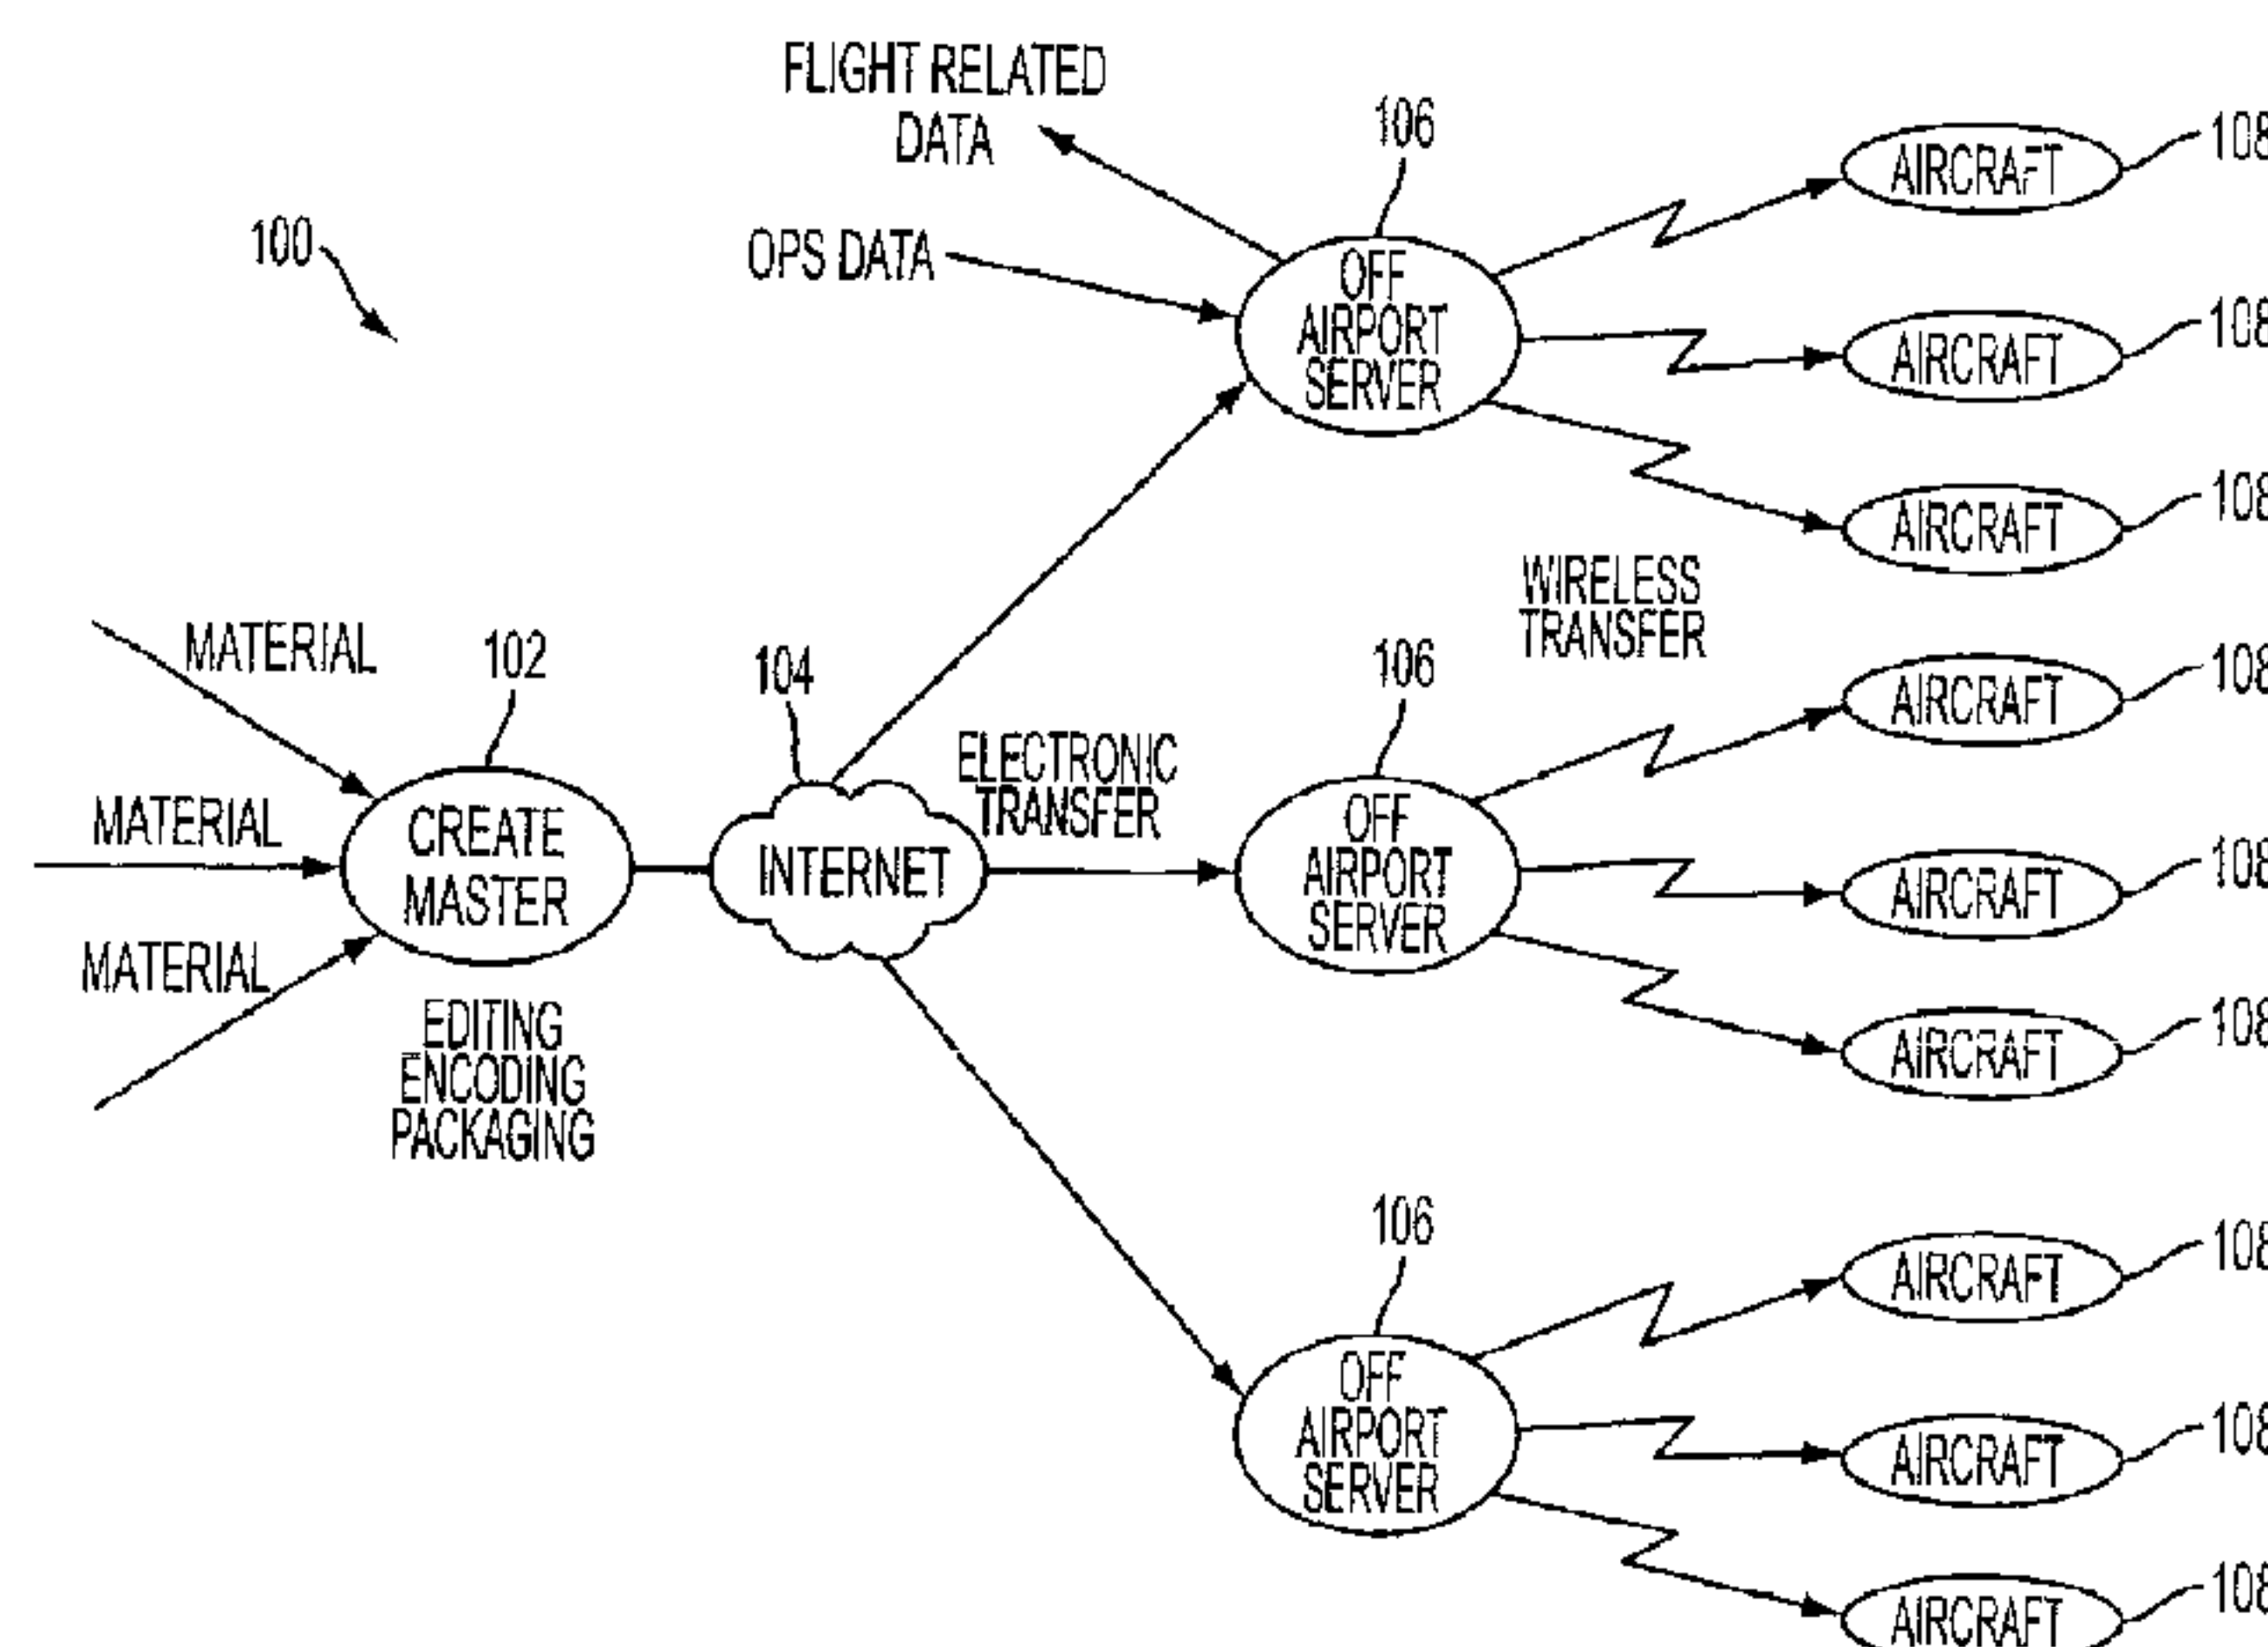 FLIGHT RELATED
DATA
106
AIRCRAFT
108
100
OPS DATA
OFF
AIRPORT
SERVER
AIRCRAFT
108
AIRCRAFT
108
WIRELESS
TRANSFER
MATERIAL
102
104
106
AIRCRAFT
108
ELECTRONIC
TRANSFER
MATERIAL
CREATE
MASTER
INTERNET
OFF
AIRPORT
SERVER
AIRCRAFT
108
MATERIAL
EDITING
ENCODING
PACKAGING
AIRCRAFT
108
106
AIRCRAFT
108
OFF
AIRPORT
SERVER
AIRCRAFT
108
AIRCRAFT
108